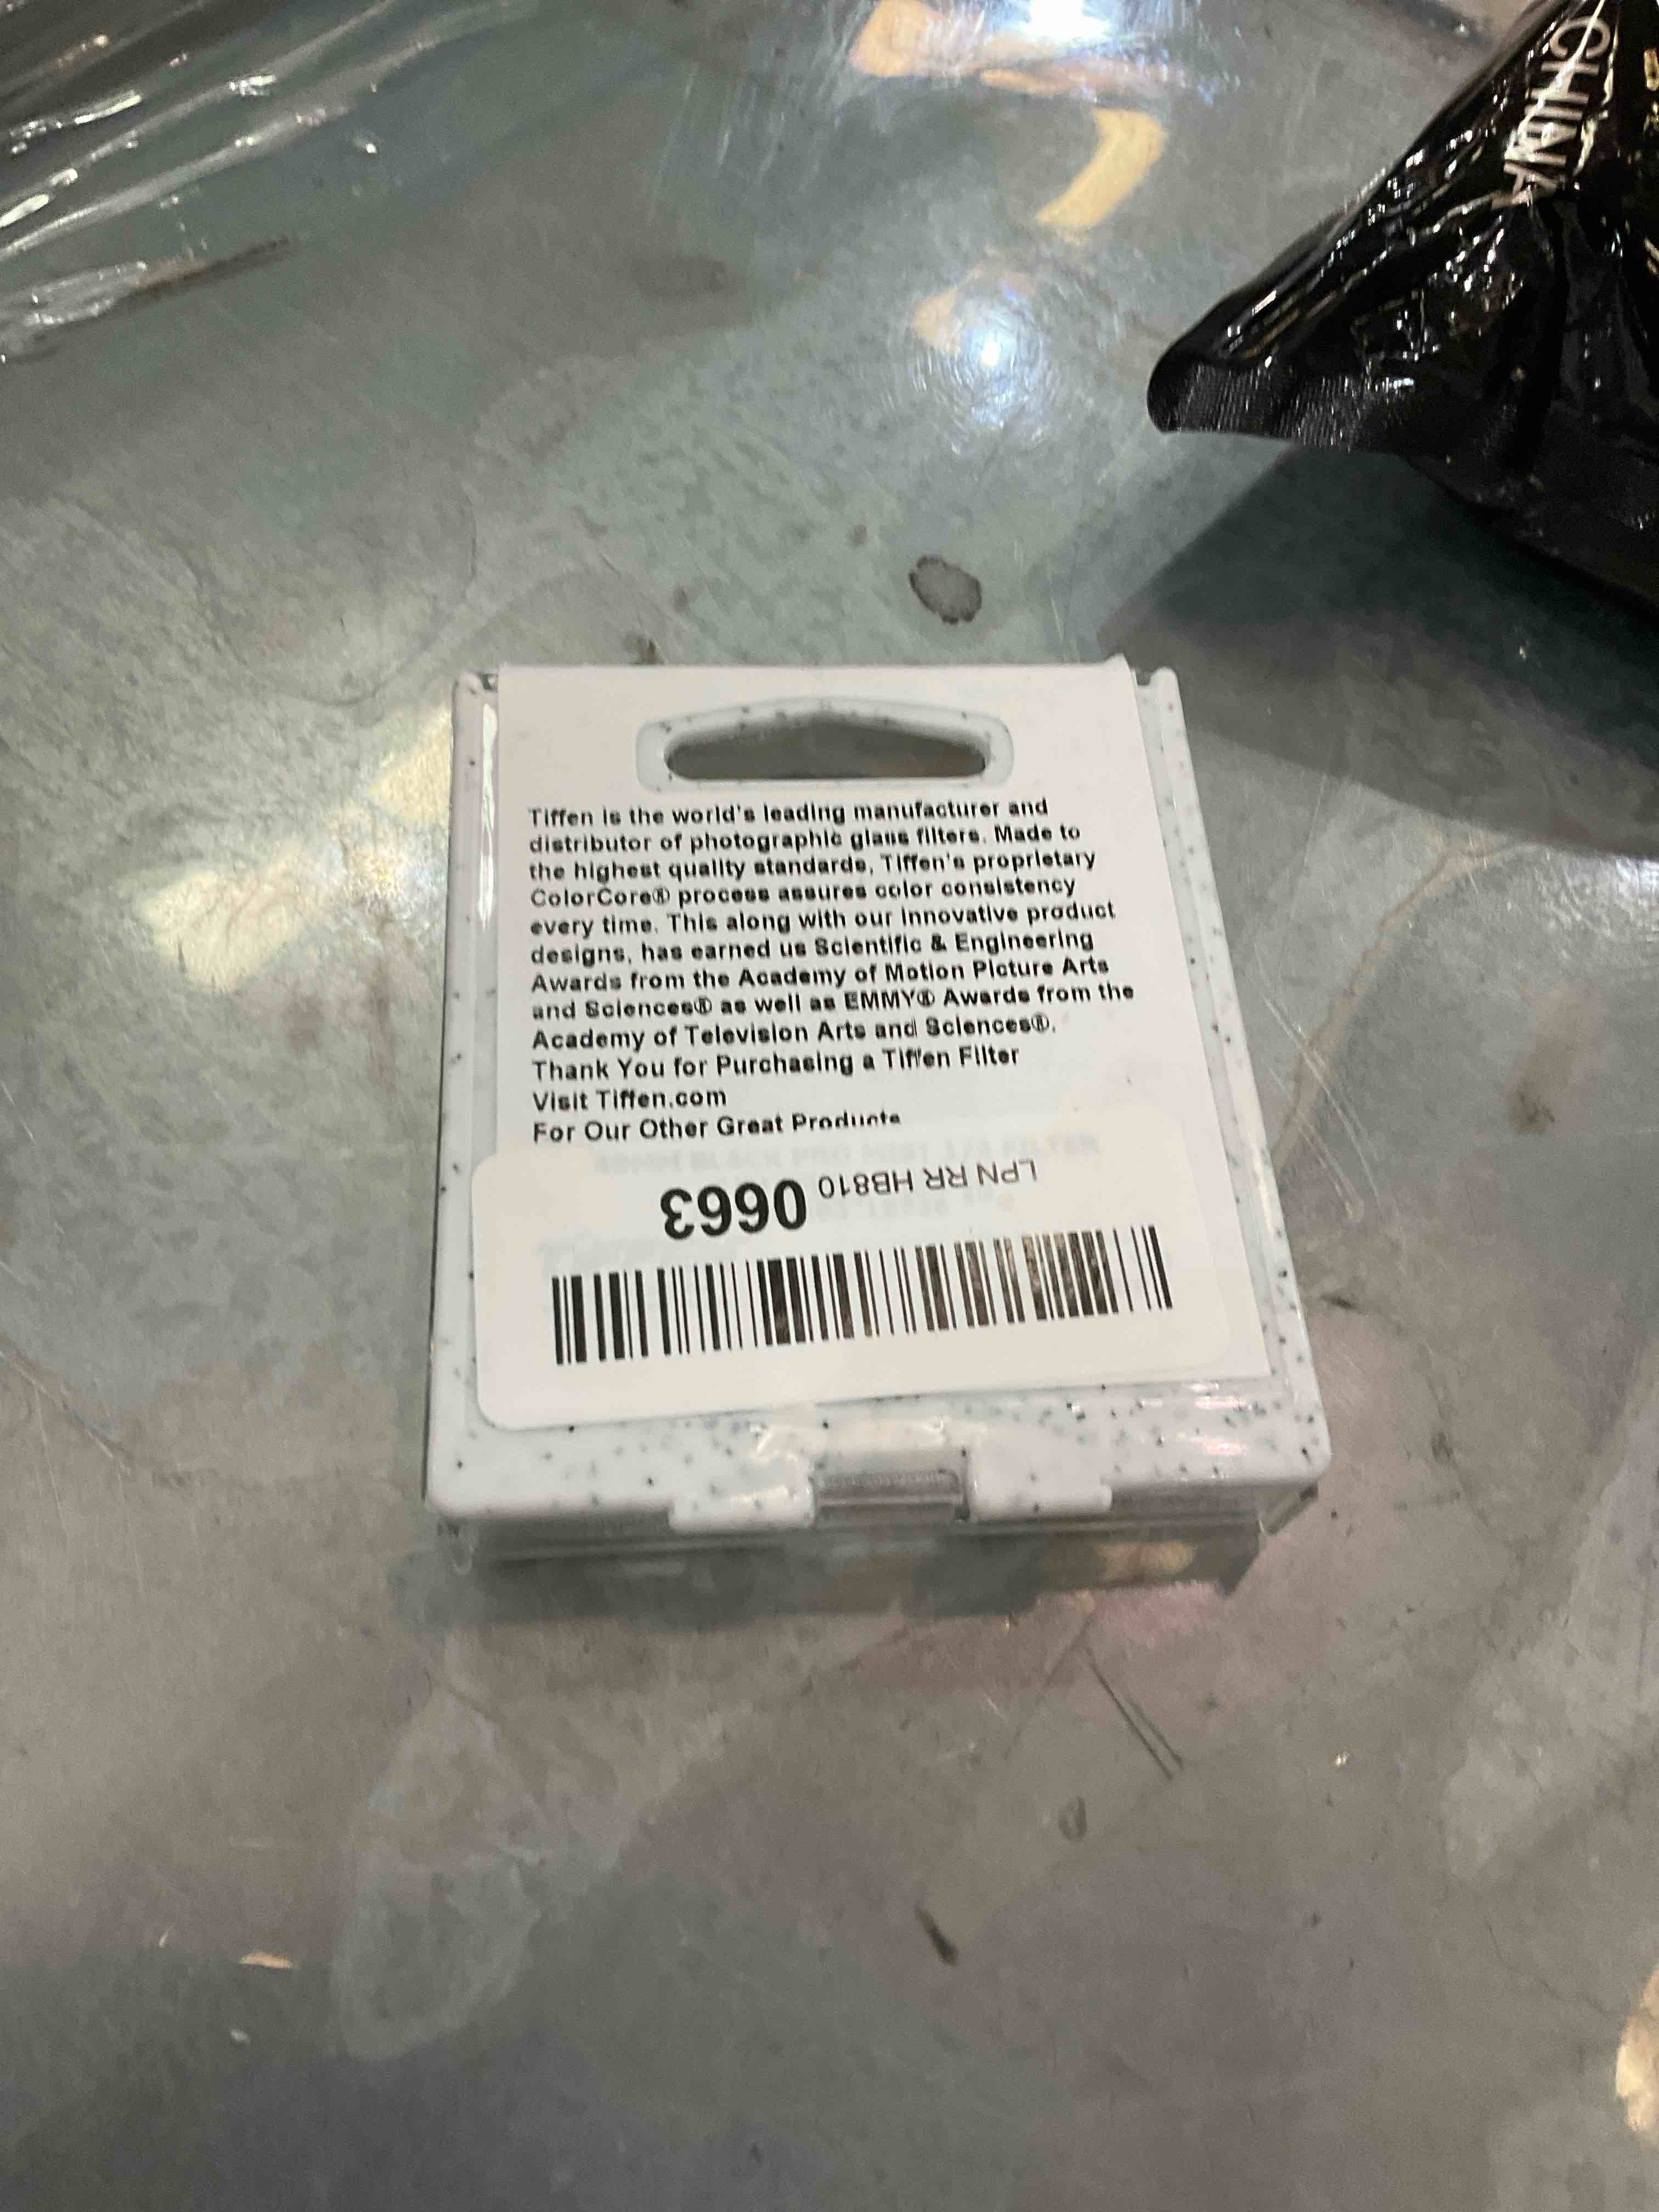 CHINA
Tiffen is the world's leading manufacturer and
distributor of photographic glass filters. Made to
the highest quality standards, Tiffen's proprietary
ColorCore® process assures color consistency
every time. This along with our innovative product
designs, has earned us Scientific & Engineering
Awards from the Academy of Motion Picture Arts
and Sciences® as well as EMMY® Awards from the
Academy of Television Arts and Sciences®.
Thank You for Purchasing a Tiffen Filter
Visit Tiffen.com
For Our Other Great Products
LPN RR HB810 0663